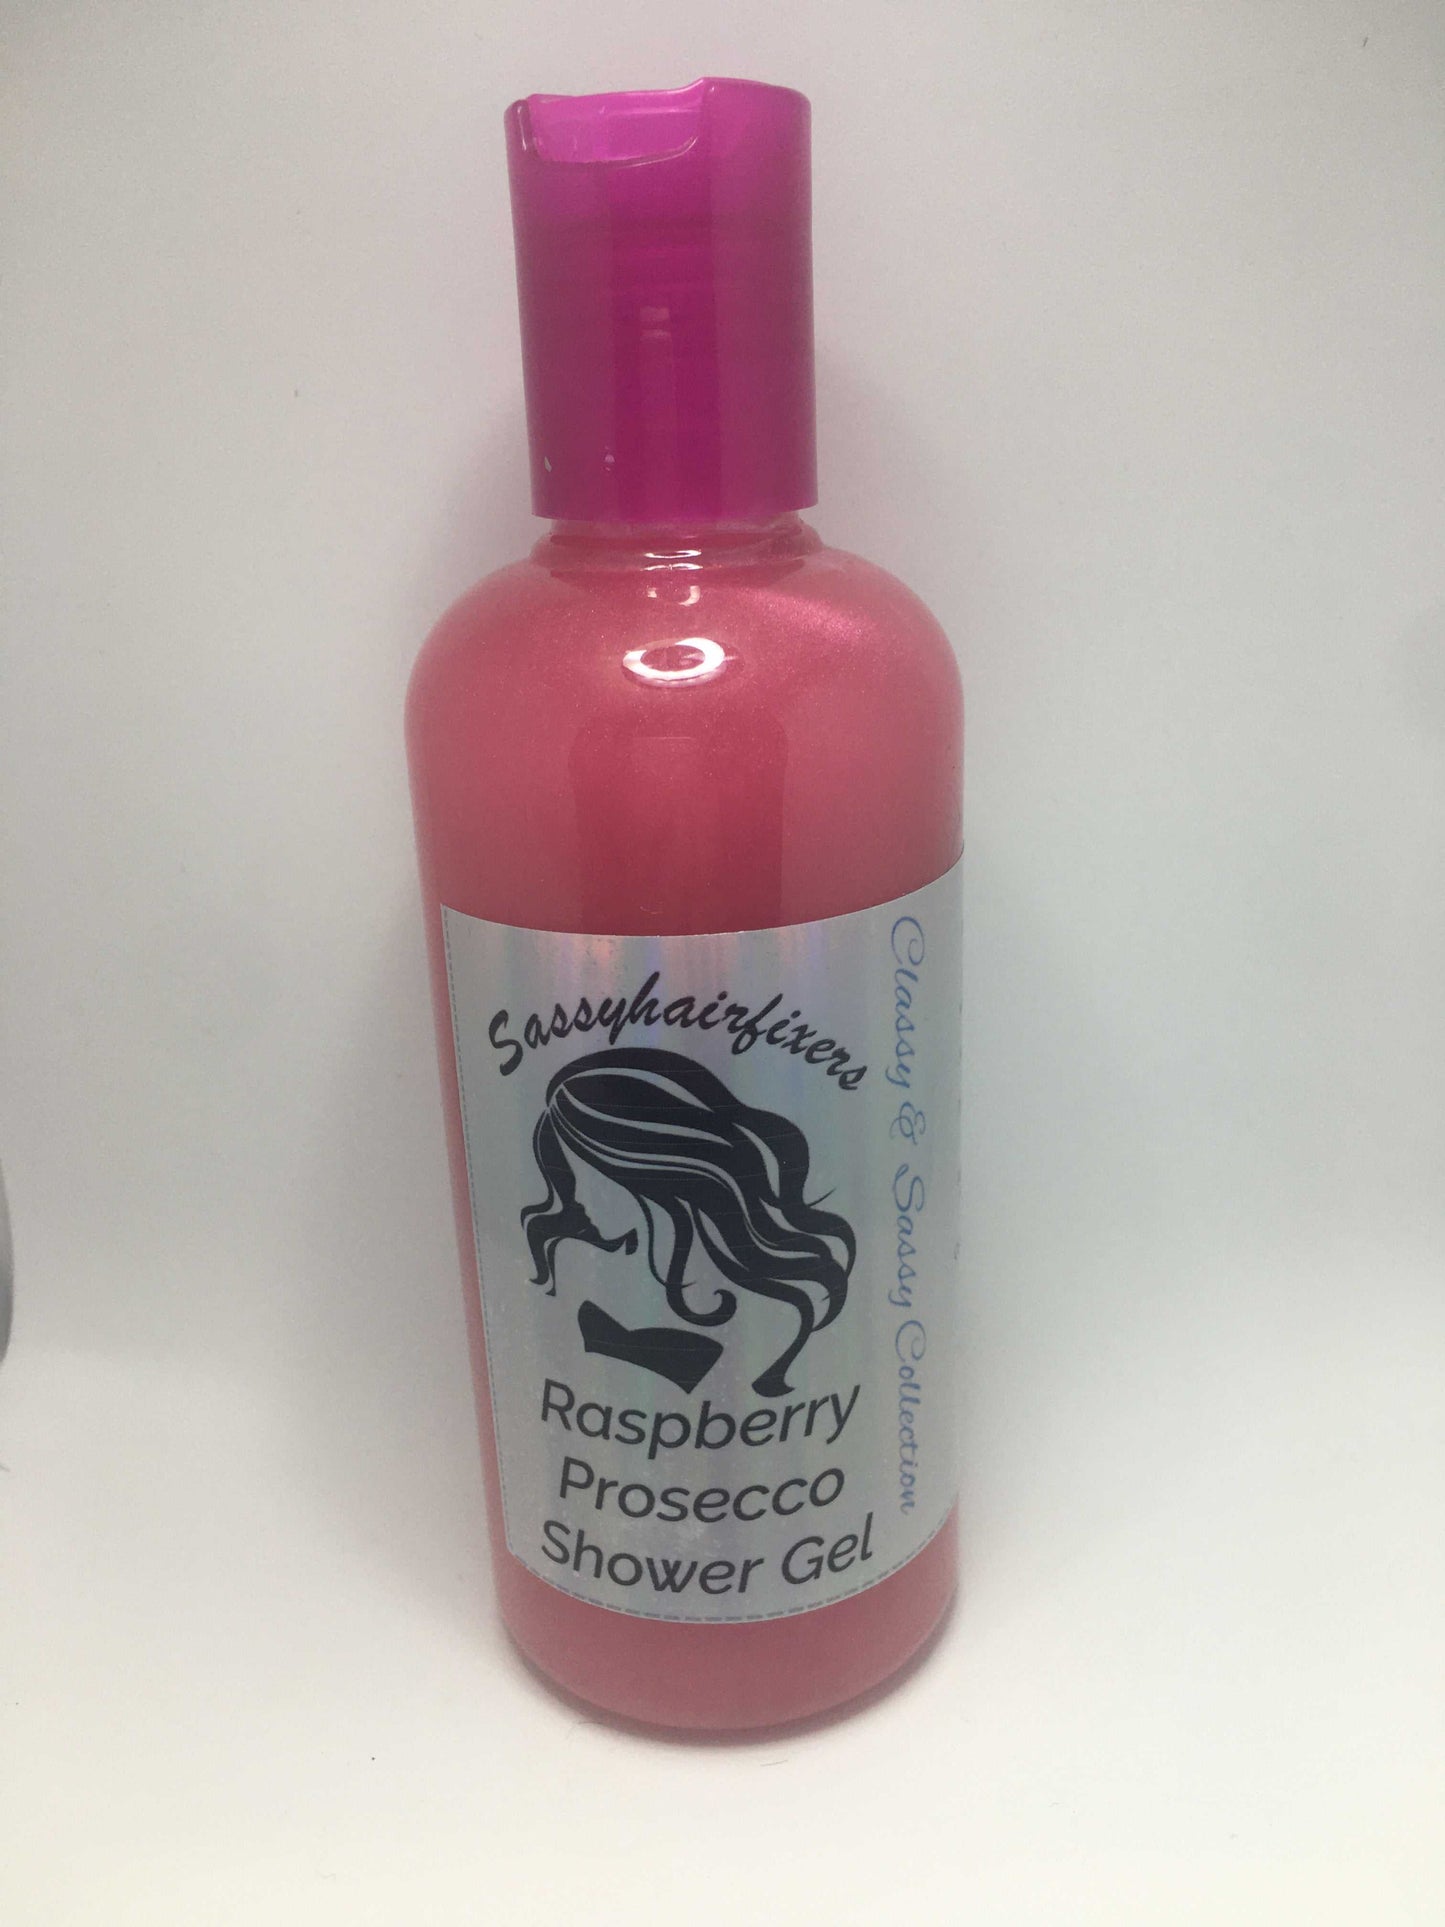 Sassyhairfixers
Raspberry
Prosecco
Shower Gel
Classy & Sassy Collection